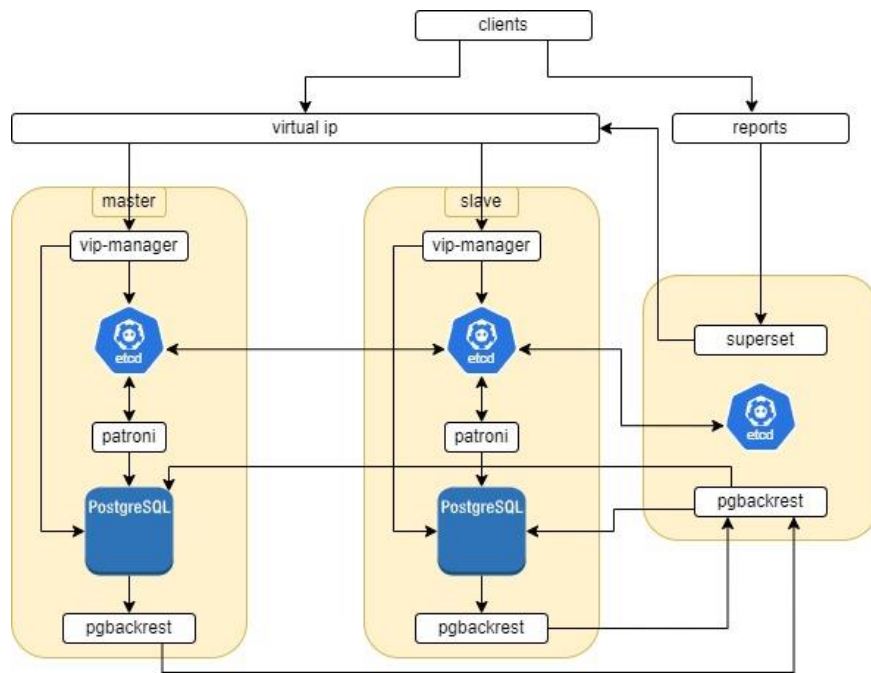 clients
virtual ip
reports
master
slave
vip-manager
vip-manager
superset
etcd
etcd
etcd
patroni
patroni
PostgreSQL
PostgreSQL
pgbackrest
pgbackrest
pgbackrest